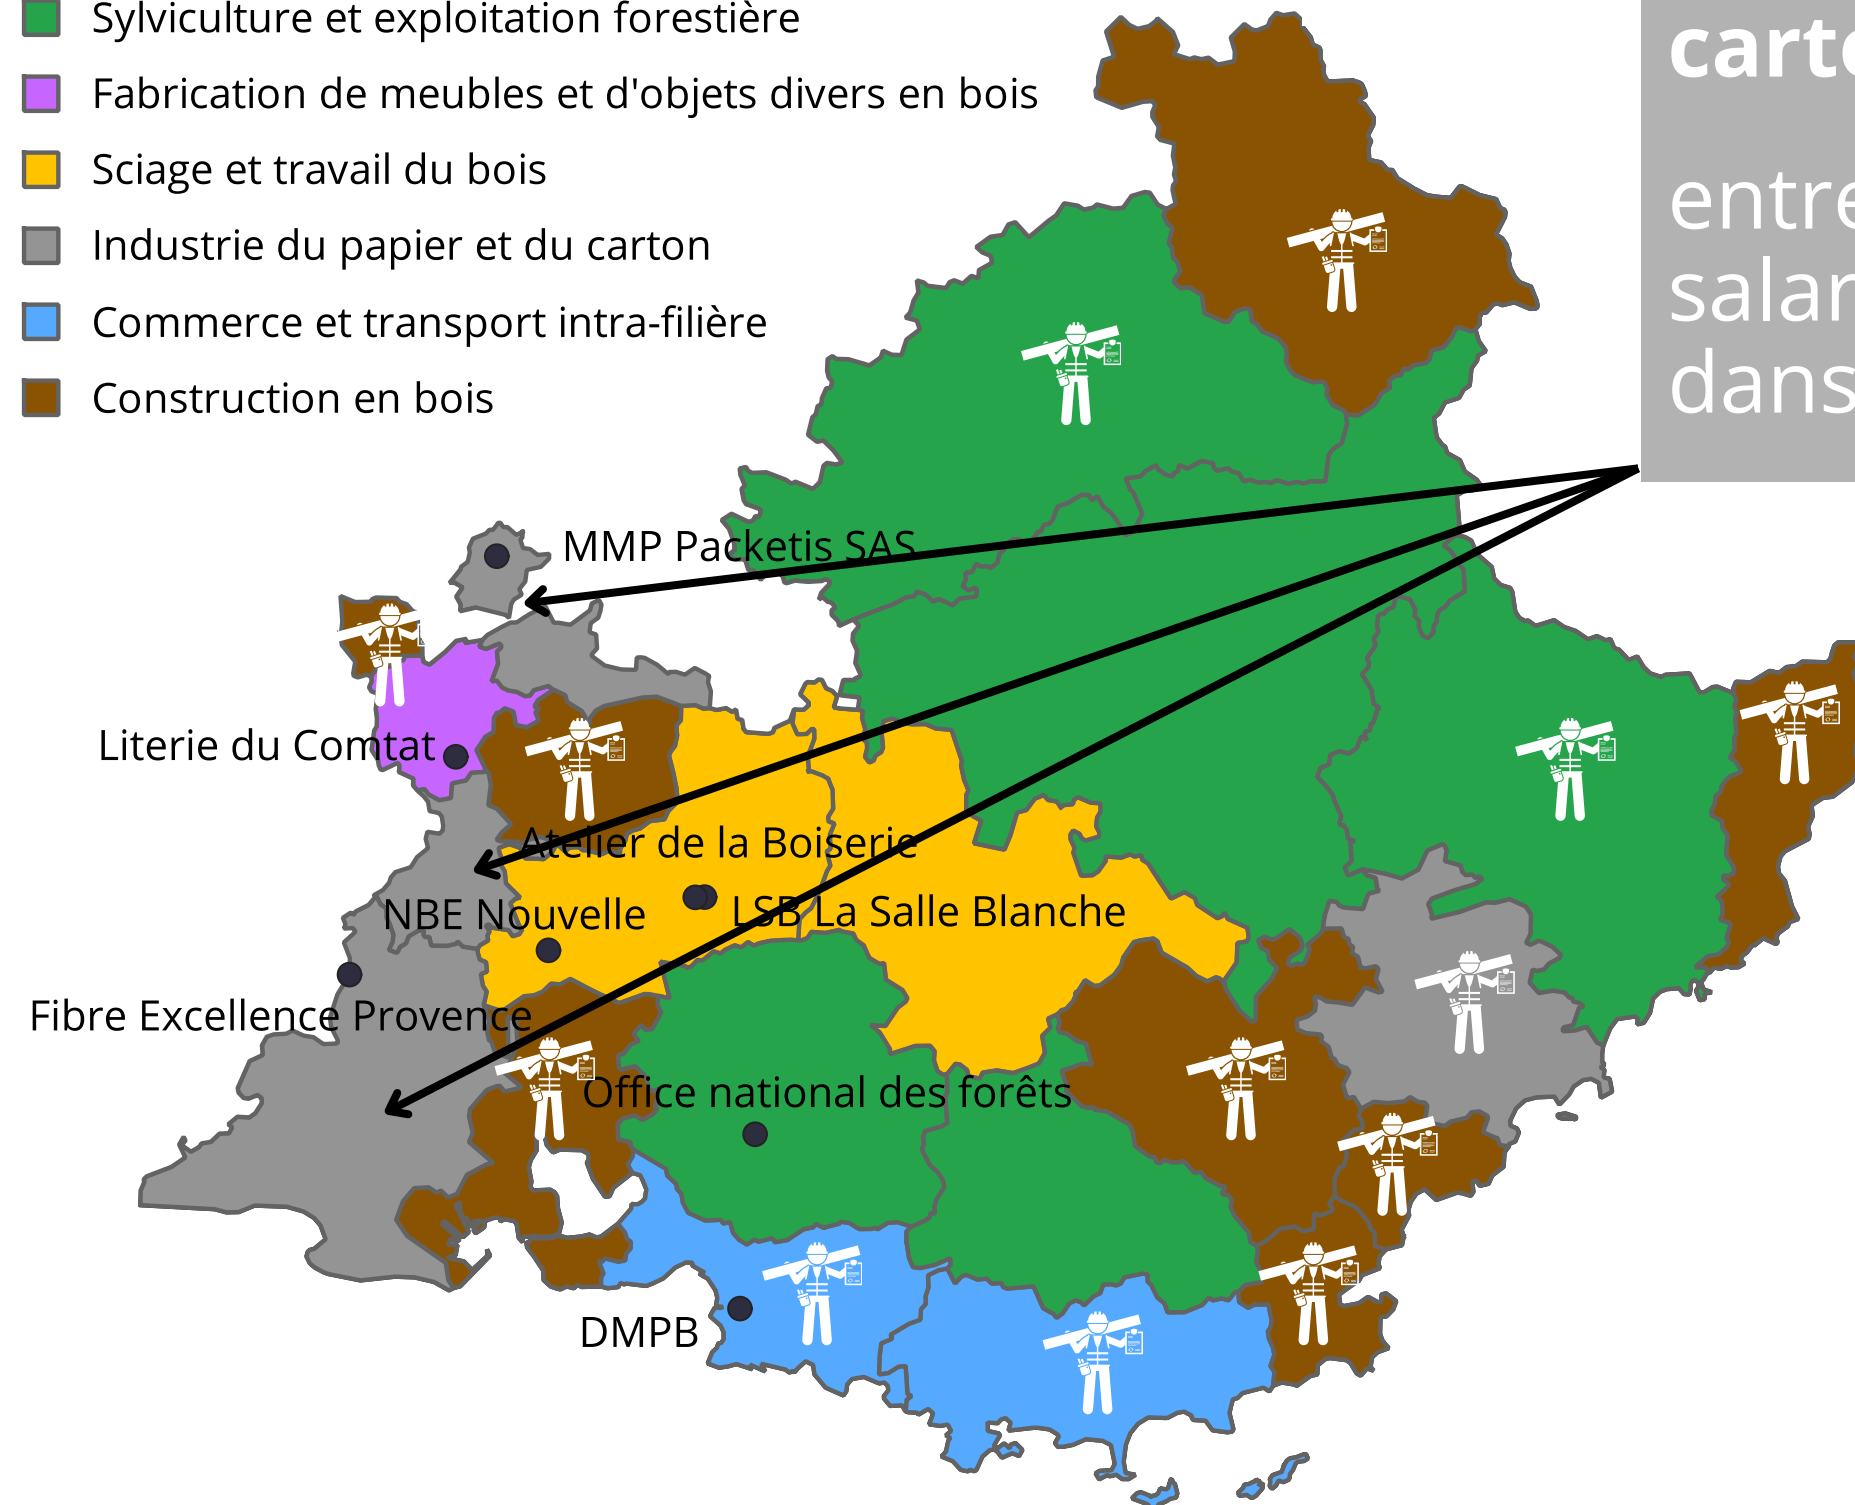 Sylviculture et exploitation forestière
Fabrication de meubles et d'objets divers en bois
Sciage et travail du bois
Industrie du papier et du carton
Commerce et transport intra-filière
Construction en bois
MMP Packetis SAS
Literie du Comtat
Atelier de la Boiserie
NBE Nouvelle
LSB La Salle Blanche
Fibre Excellence Provence
Office national des forêts
DMPB
dans